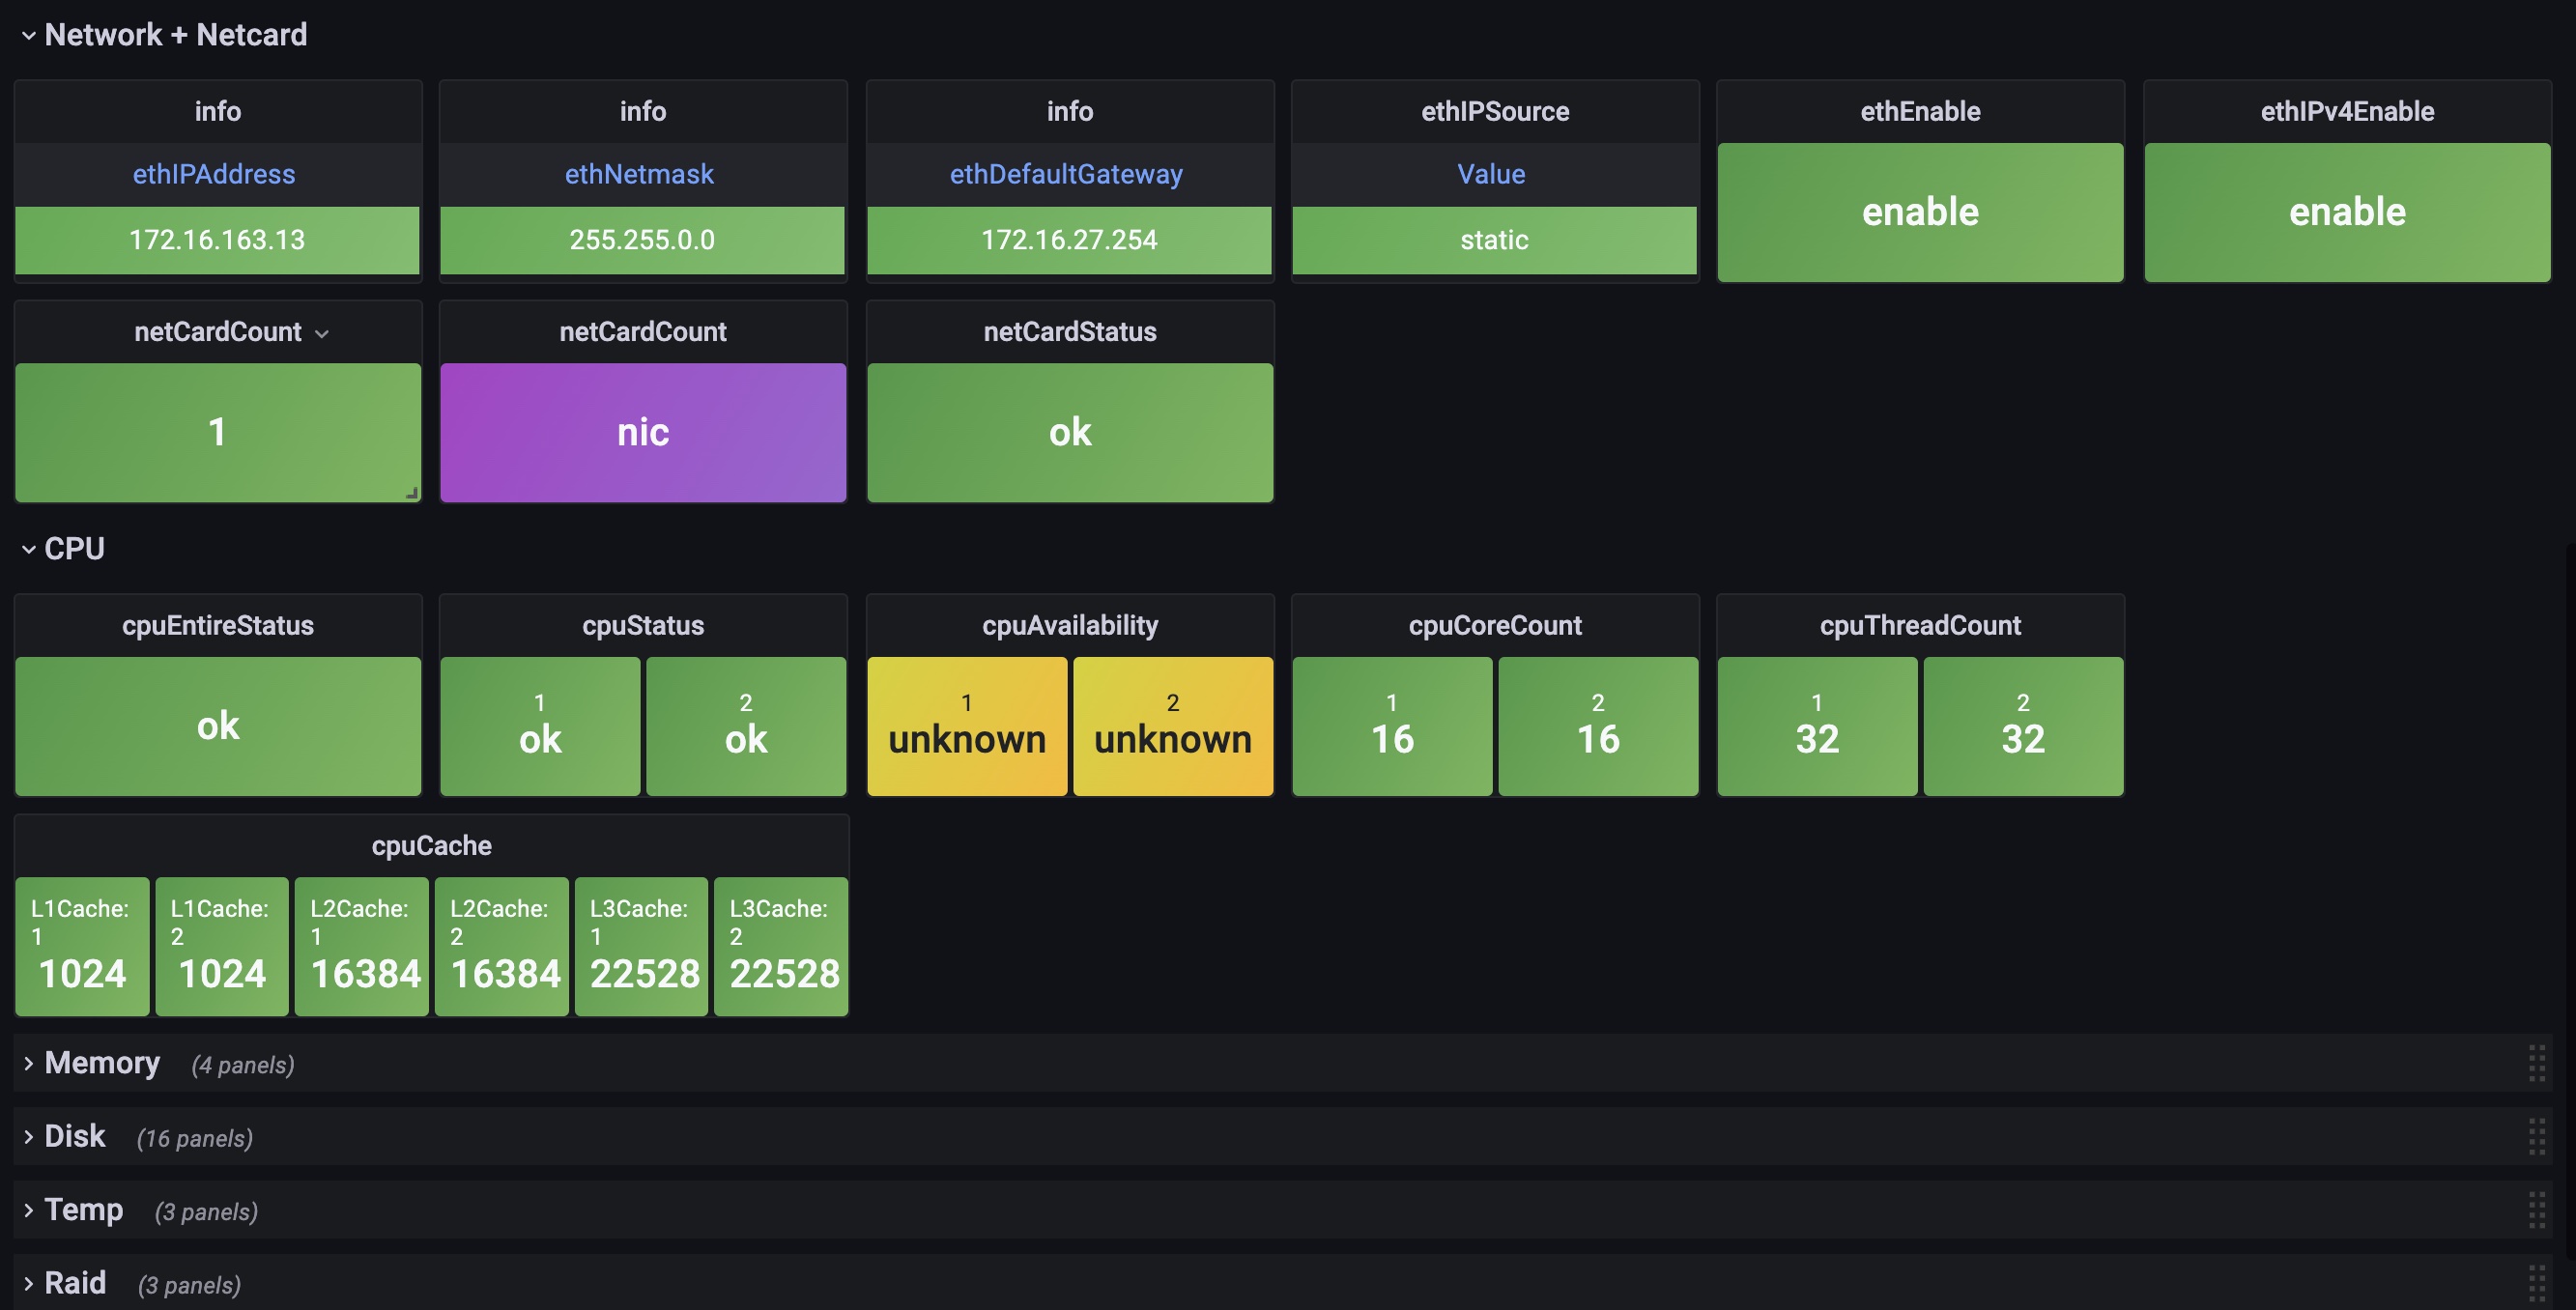 Network + Netcard
info
ethIPAddress
172.16.163.13
info
ethNetmask
255.255.0.0
info
ethDefaultGateway
172.16.27.254
ethIPSource
Value
static
ethEnable
enable
ethIPv4Enable
enable
netCardCount
1
netCardCount
nic
netCardStatus
ok
CPU
cpuEntireStatus
ok
cpuStatus
1
ok
2
ok
cpuAvailability
1
unknown
2
unknown
cpuCoreCount
1
16
2
16
cpuThreadCount
1
32
2
32
cpuCache
L1Cache:
1
1024
L1Cache:
2
1024
L2Cache:
1
16384
L2Cache:
2
16384
L3Cache:
1
22528
L3Cache:
2
22528
Memory (4 panels)
Disk (16 panels)
Temp (3 panels)
Raid (3 panels)